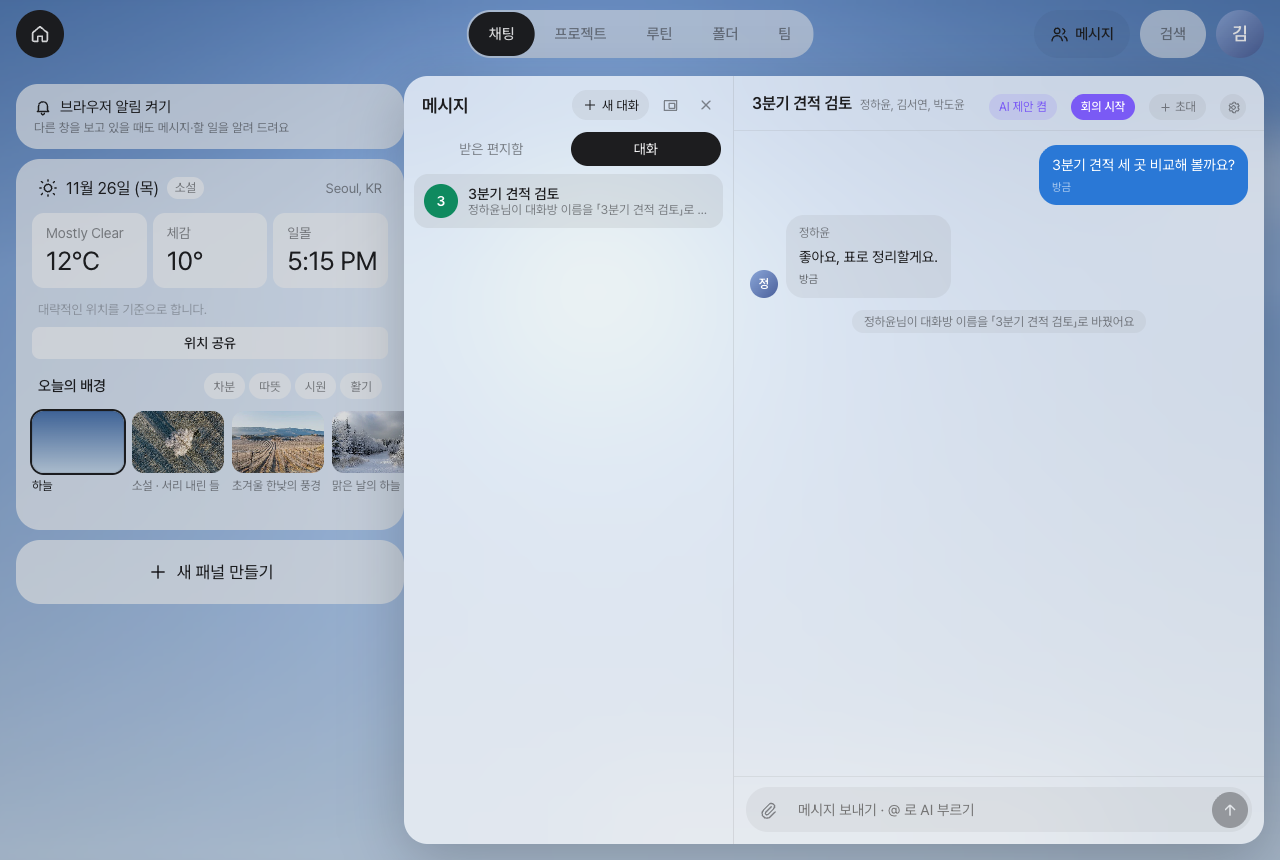 채팅
프로젝트
루틴
폴더
팀
메시지
검색
김
브라우저 알림 켜기
다른 창을 보고 있을 때도 메시지·할 일을 알려 드려요
11월 26일 (목)
소설
Seoul, KR
Mostly Clear
12°C
체감
10°
일몰
5:15 PM
대략적인 위치를 기준으로 합니다.
위치 공유
오늘의 배경
차분
따뜻
시원
활기
하늘
소설 · 서리 내린 들
초겨울 한낮의 풍경
맑은 날의 하늘
새 패널 만들기
메시지
새 대화
받은 편지함
대화
3
3분기 견적 검토
정하윤님이 대화방 이름을 「3분기 견적 검토」로 ...
3분기 견적 검토
정하윤, 김서연, 박도윤
AI 제안 켬
회의 시작
초대
3분기 견적 세 곳 비교해 볼까요?
방금
정하윤
좋아요, 표로 정리할게요.
방금
정
정하윤님이 대화방 이름을 「3분기 견적 검토」로 바꿨어요
메시지 보내기 · @ 로 AI 부르기